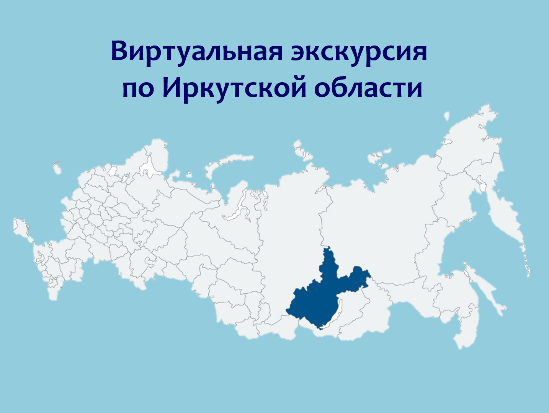 Виртуальная экскурсия
по Иркутской области